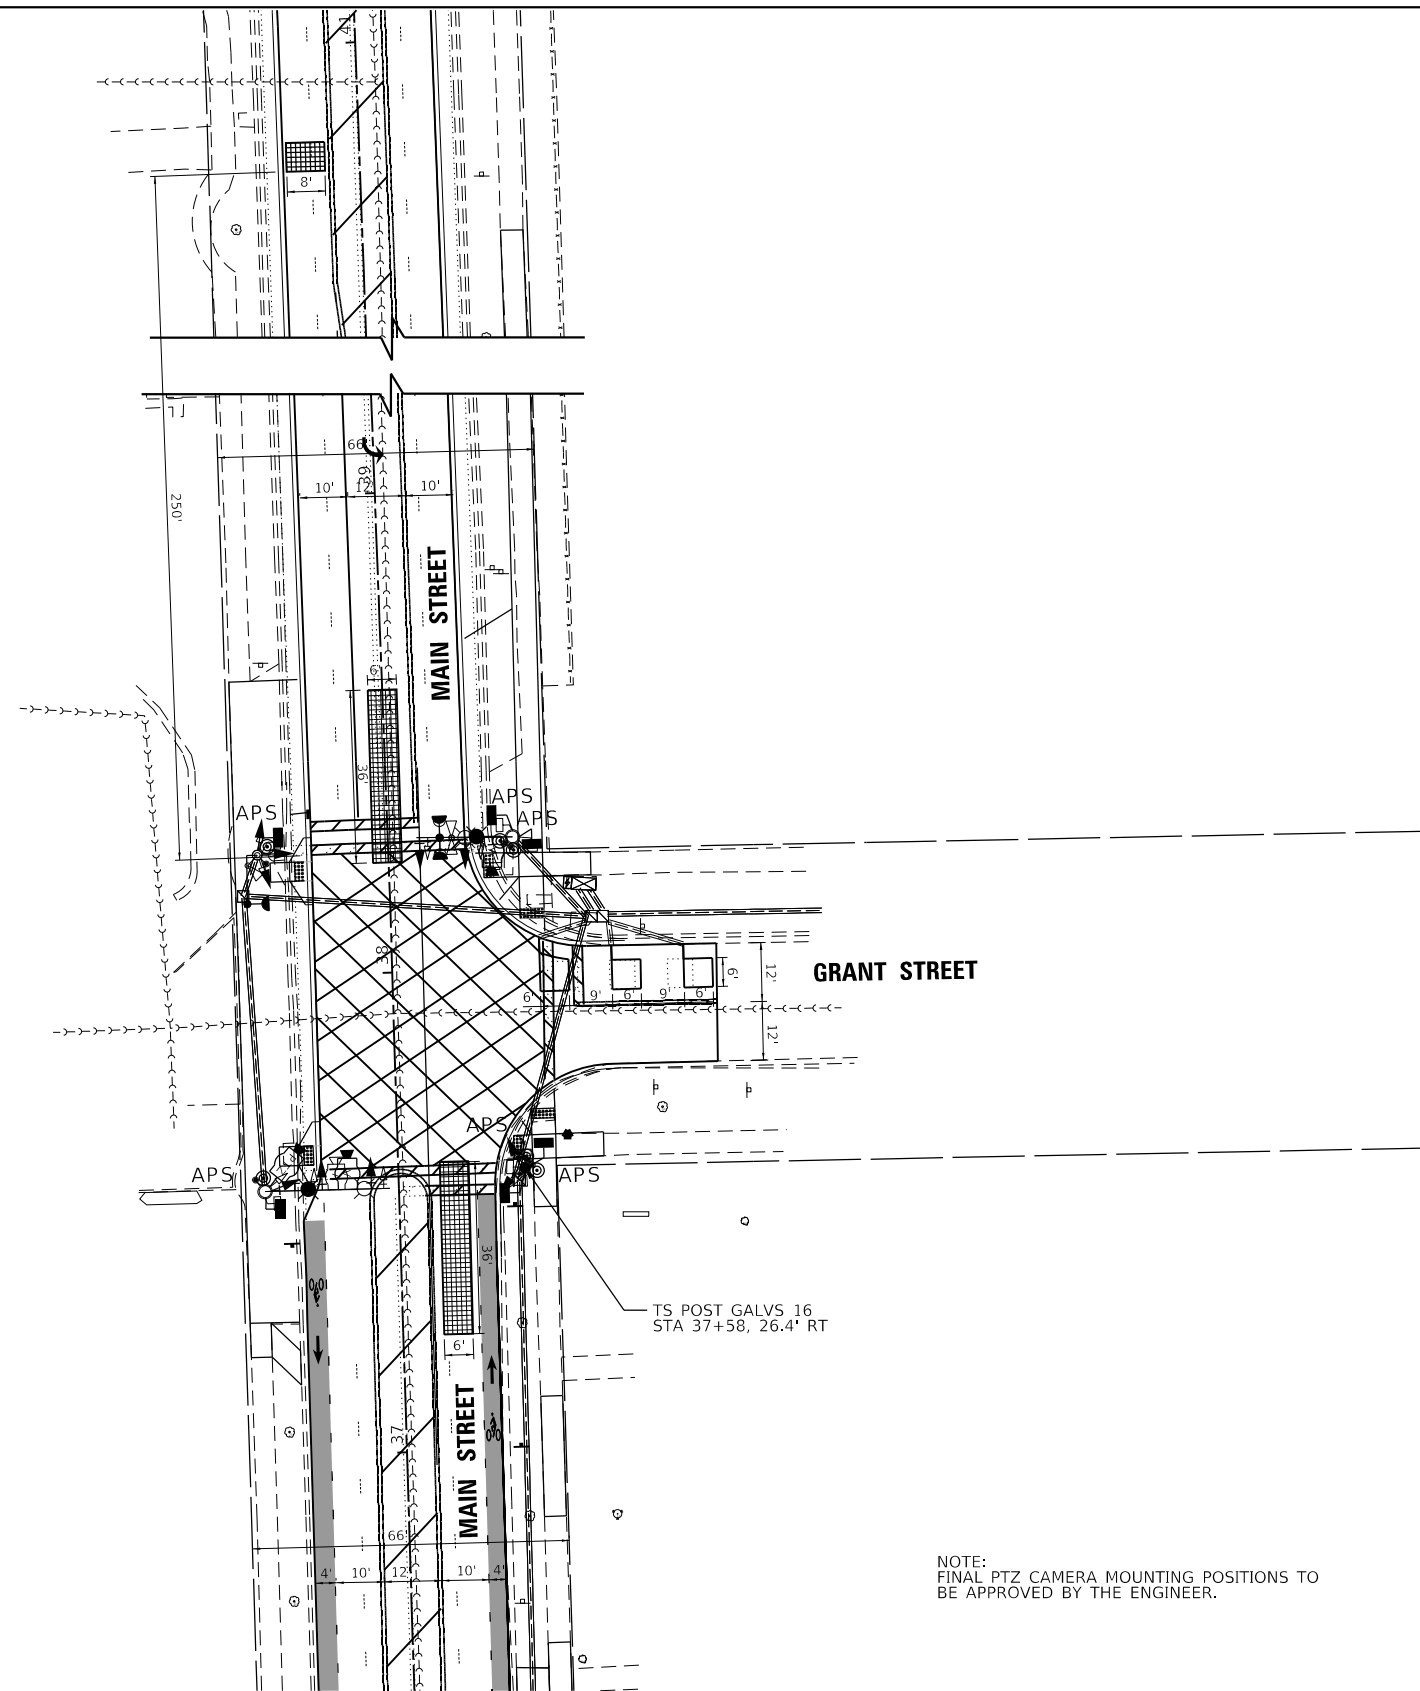 41
8'
66'
39
10'
12'
10'
250'
MAIN STREET
6'
36'
APS
APS
APS
38
GRANT STREET
6'
12'
6'
9'
6'
9'
6'
12'
APS
APS
APS
36'
TS POST GALVS 16
STA 37+58, 26.4' RT
6'
MAIN STREET
37
66'
4'
10'
12'
10'
4'
NOTE:
FINAL PTZ CAMERA MOUNTING POSITIONS TO
BE APPROVED BY THE ENGINEER.